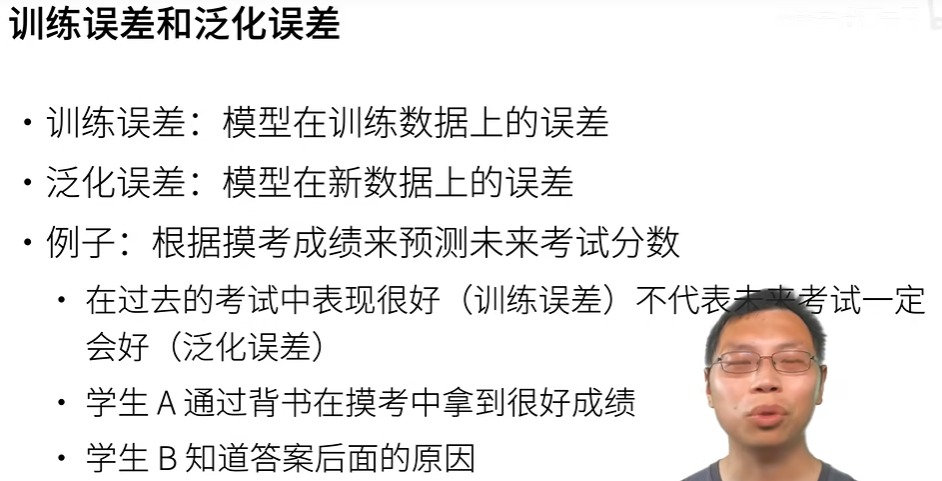 训练误差和泛化误差
• 训练误差：模型在训练数据上的误差
• 泛化误差：模型在新数据上的误差
• 例子：根据摸考成绩来预测未来考试分数
• 在过去的考试中表现很好（训练误差）不代表未来考试一定
会好（泛化误差）
• 学生 A 通过背书在摸考中拿到很好成绩
• 学生 B 知道答案后面的原因